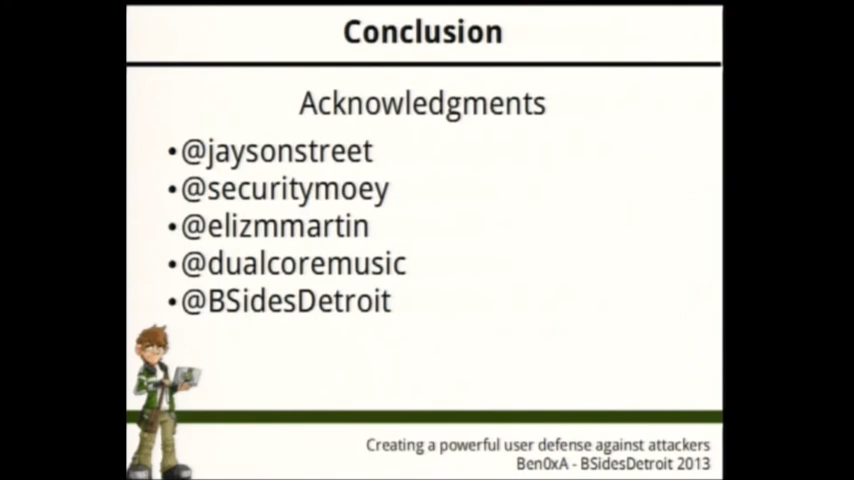 Conclusion
Acknowledgments
•@jaysonstreet
•@securitymoey
•@elizmmartin
•@dualcoremusic
•@BSidesDetroit
Creating a powerful user defense against attackers
Ben0xA - BSidesDetroit 2013